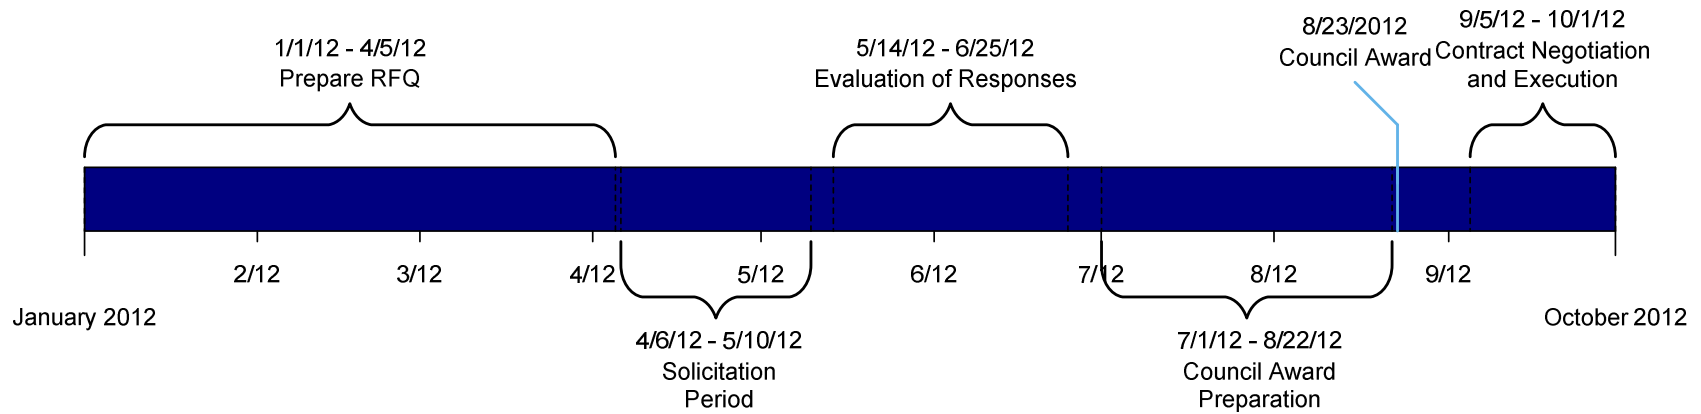 1/1/12 - 4/5/12
Prepare RFQ
5/14/12 - 6/25/12
Evaluation of Responses
8/23/2012
Council Award
9/5/12 - 10/1/12
Contract Negotiation
and Execution
2/12
3/12
4/12
5/12
6/12
7/12
8/12
9/12
January 2012
October 2012
4/6/12 - 5/10/12
Solicitation
Period
7/1/12 - 8/22/12
Council Award
Preparation